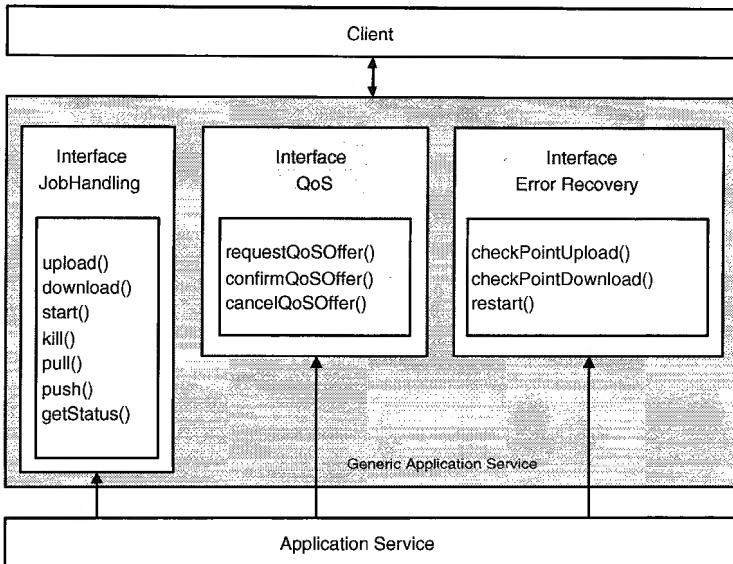 Client
Interface
JobHandling
upload()
download()
start()
kill()
pull()
push()
getStatus()
Interface
QoS
requestQoSOffer()
confirmQoSOffer()
cancelQoSOffer()
Interface
Error Recovery
checkPointUpload()
checkPointDownload()
restart()
Generic Application Service
Application Service